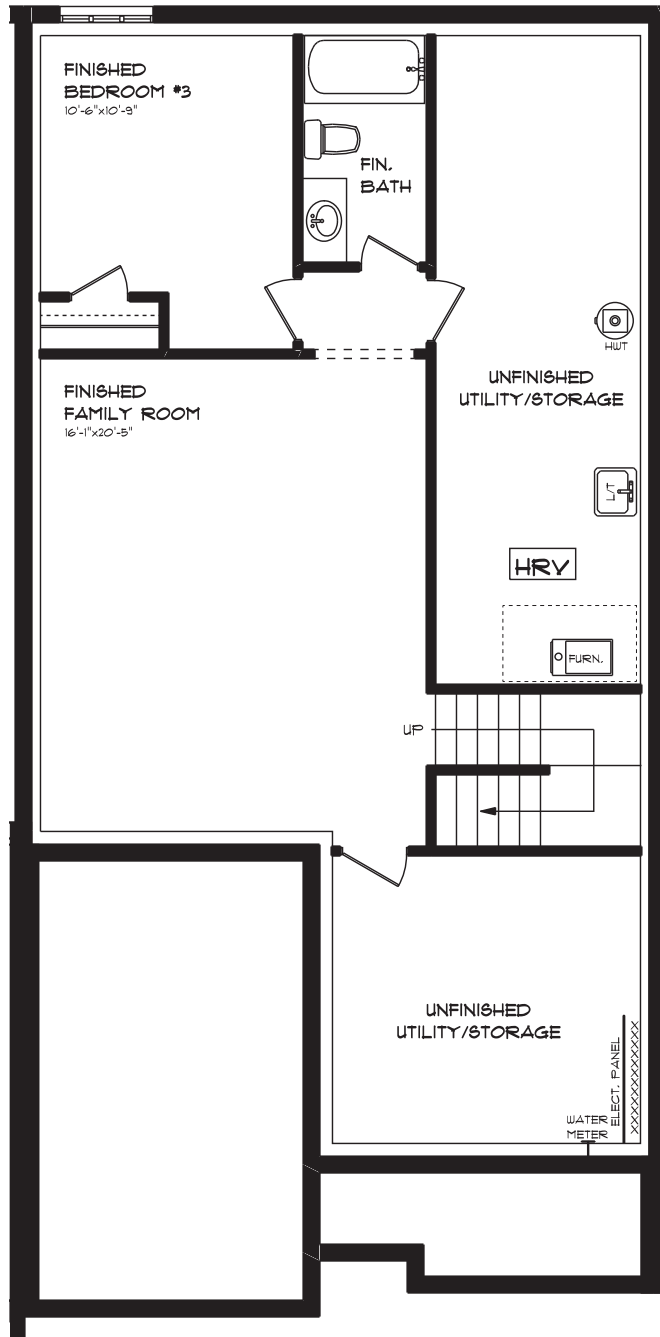 FINISHED
BEDROOM #3
10'-6"x10'-9"
FIN.
BATH
HWT
UNFINISHED
UTILITY/STORAGE
FINISHED
FAMILY ROOM
16'-1"x20'-5"
L/T
HRV
FURN.
UP
UNFINISHED
UTILITY/STORAGE
ELECT. PANEL
XXXXXXXXXXXXX
WATER
METER